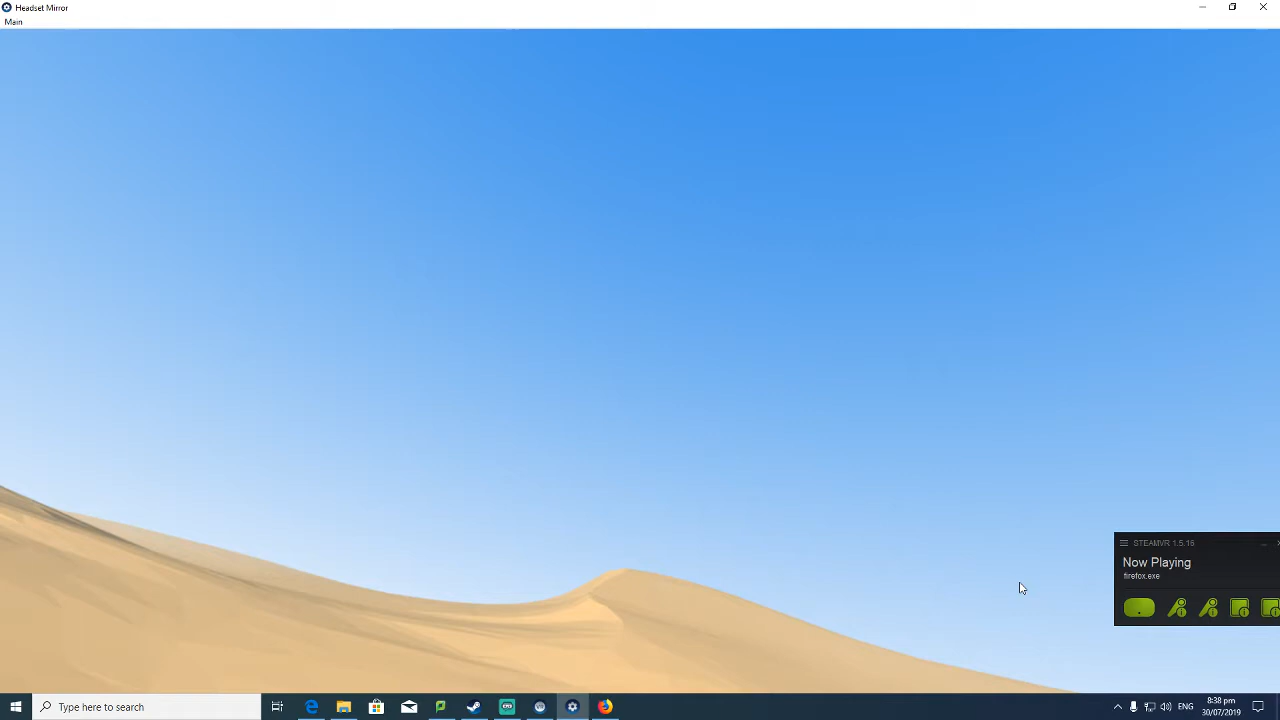 Headset Mirror
Main
STEAMVR 1.5.16
Now Playing
firefox.exe
Type here to search
ENG
8:38 pm
30/07/2019